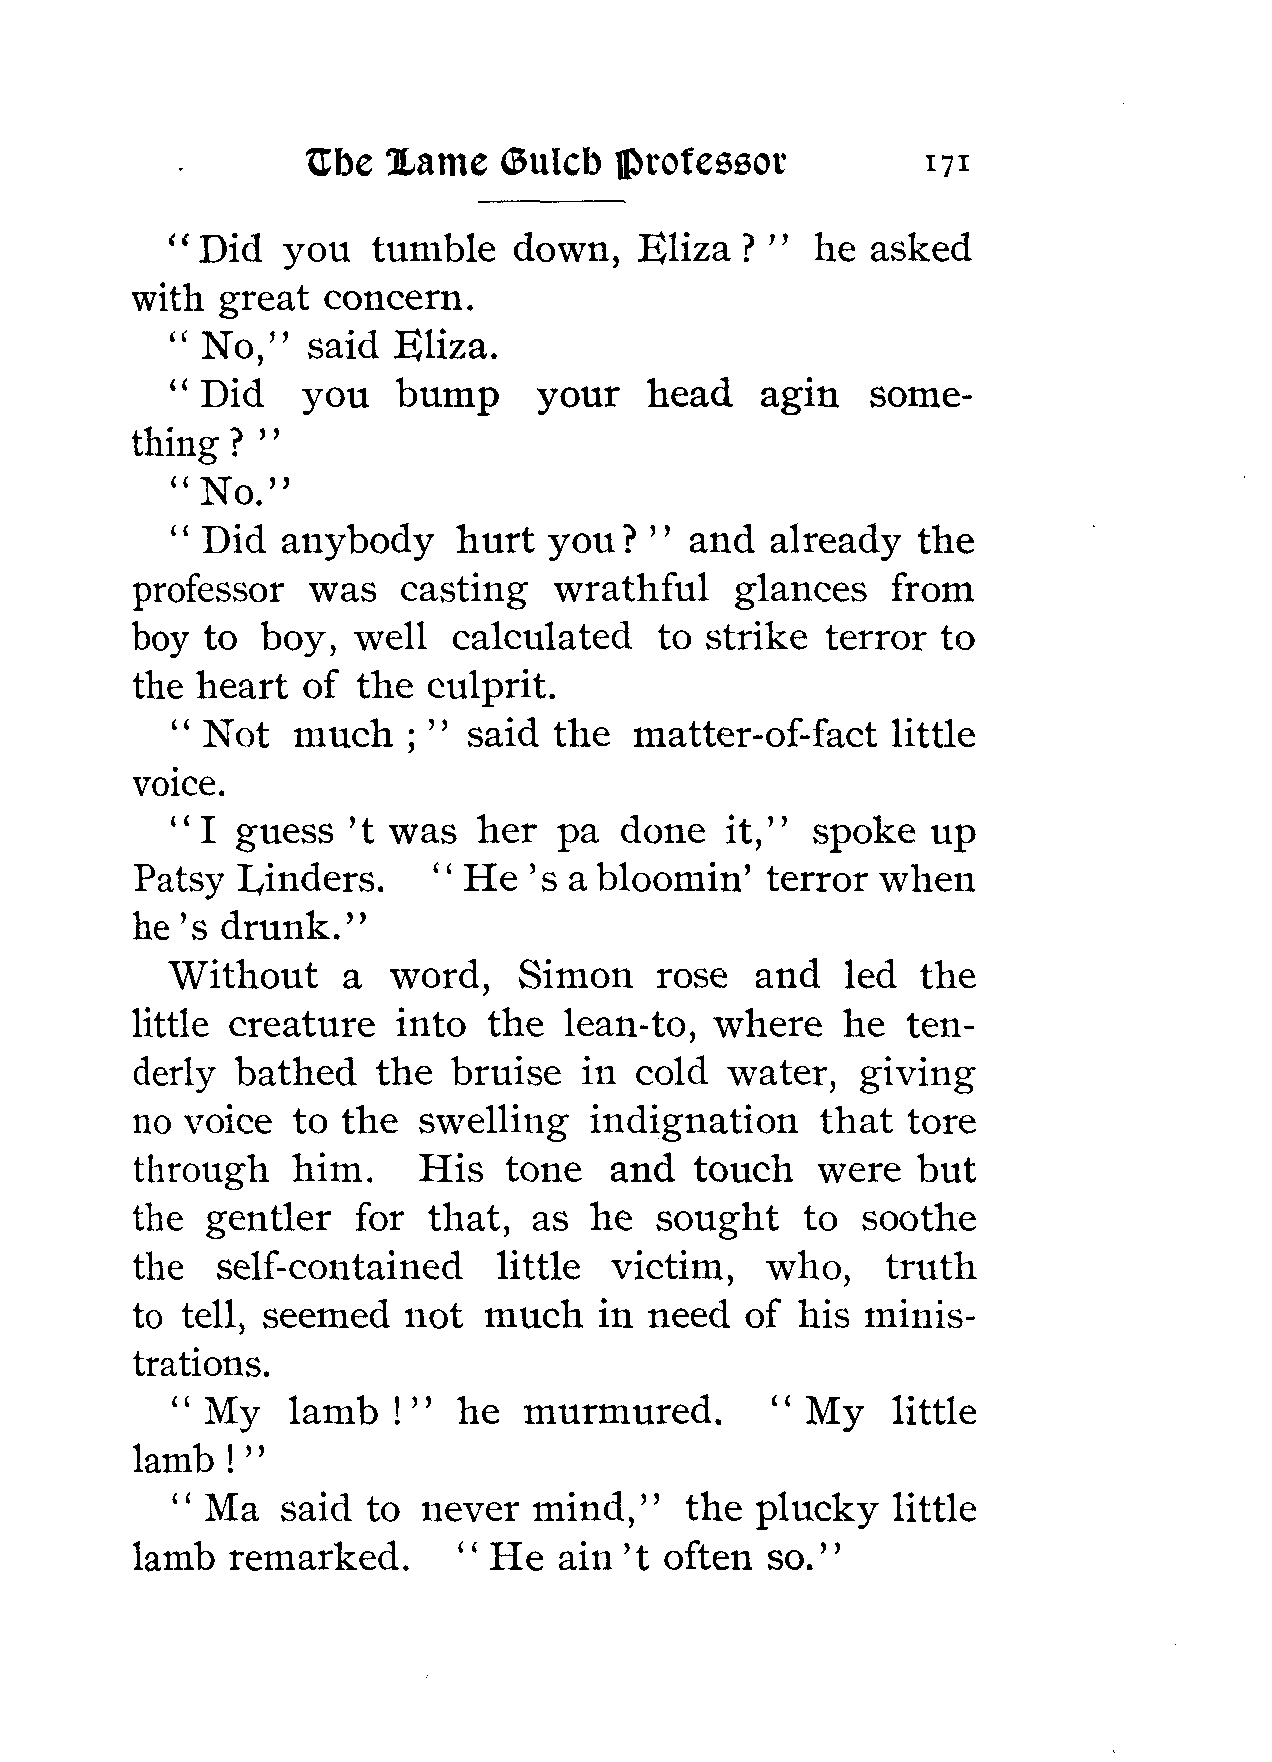 The Lame Gulch Professor 171
"Did you tumble down, Eliza?" he asked
with great concern.
"No," said Eliza.
"Did you bump your head agin some-
thing?"
"No."
"Did anybody hurt you?" and already the
professor was casting wrathful glances from
boy to boy, well calculated to strike terror to
the heart of the culprit.
"Not much;" said the matter-of-fact little
voice.
"I guess 't was her pa done it," spoke up
Patsy Linders. "He 's a bloomin' terror when
he 's drunk."
Without a word, Simon rose and led the
little creature into the lean-to, where he ten-
derly bathed the bruise in cold water, giving
no voice to the swelling indignation that tore
through him. His tone and touch were but
the gentler for that, as he sought to soothe
the self-contained little victim, who, truth
to tell, seemed not much in need of his minis-
trations.
"My lamb!" he murmured. "My little
lamb!"
"Ma said to never mind," the plucky little
lamb remarked. "He ain 't often so."